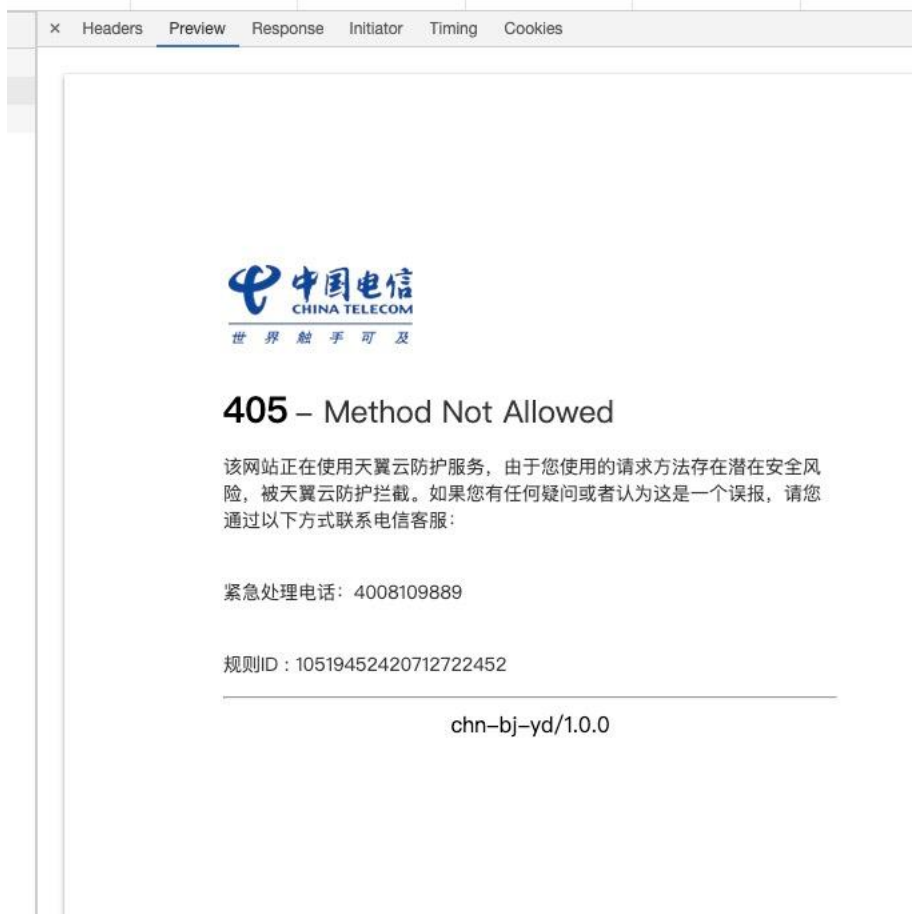 × Headers Preview Response Initiator Timing Cookies
中国电信
CHINA TELECOM
世界触手可及
405 – Method Not Allowed
该网站正在使用天翼云防护服务，由于您使用的请求方法存在潜在安全风
险，被天翼云防护拦截。如果您有任何疑问或者认为这是一个误报，请您
通过以下方式联系电信客服：
紧急处理电话：4008109889
规则ID : 10519452420712722452
chn–bj–yd/1.0.0